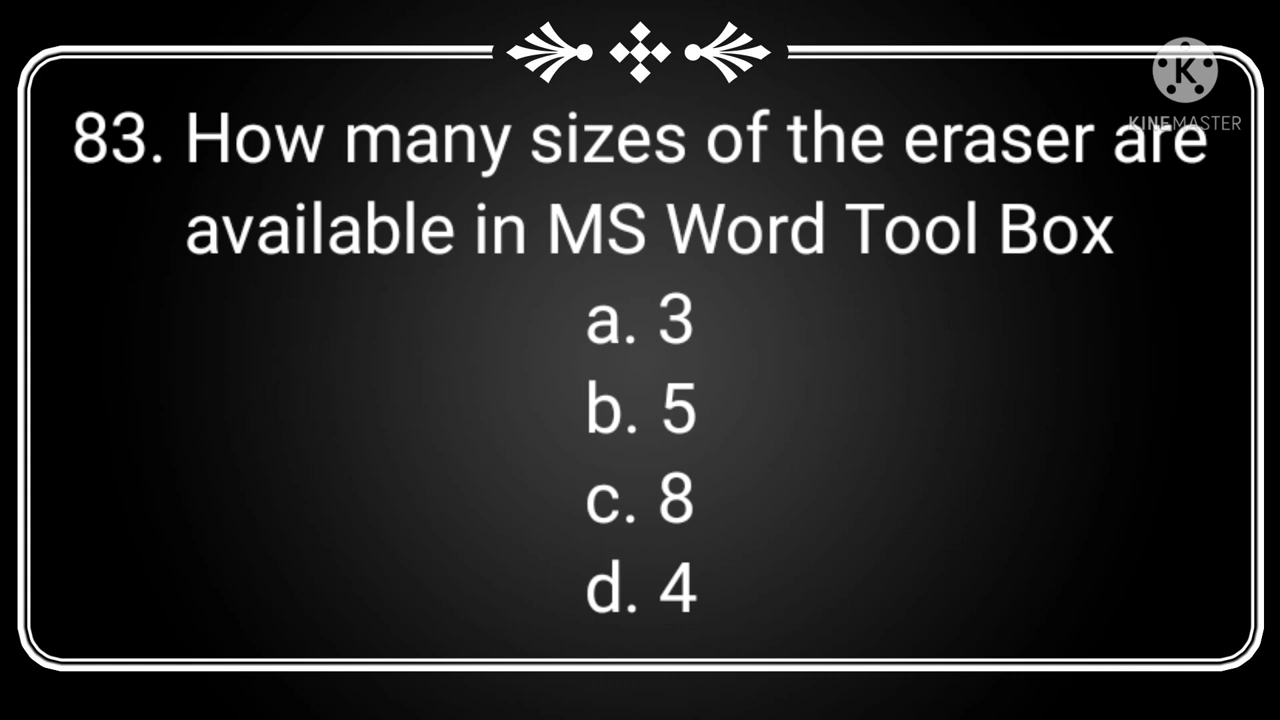 K
KINEMASTER
83. How many sizes of the eraser are
available in MS Word Tool Box
a. 3
b. 5
c. 8
d. 4